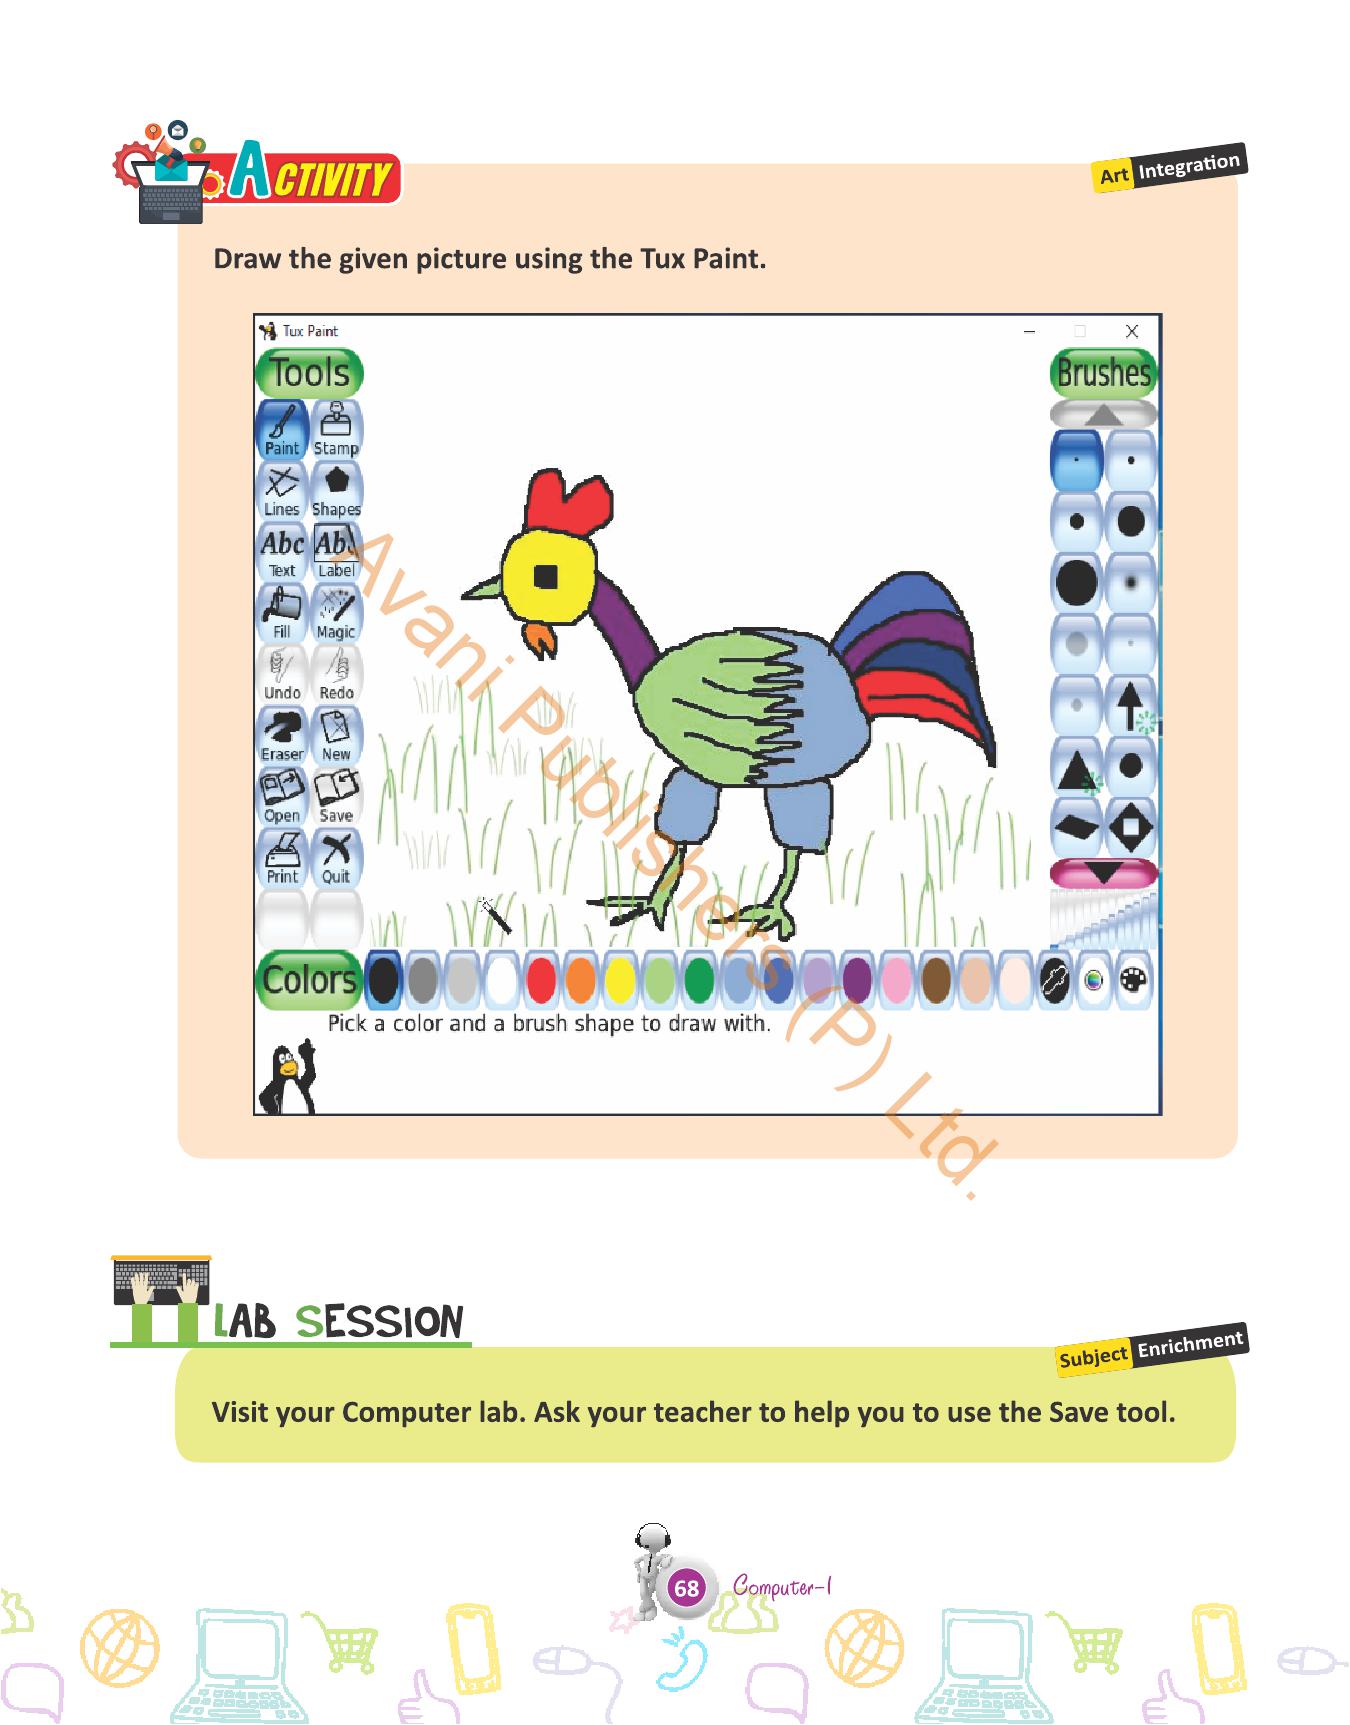 ACTIVITY
Art Integration
Draw the given picture using the Tux Paint.
Tux Paint
Tools
Brushes
Paint Stamp
Lines Shapes
Abc Abc
Text Label
Fill Magic
Undo Redo
Eraser New
Open Save
Print Quit
Colors
Pick a color and a brush shape to draw with.
Avani Publishers (P) Ltd.
LAB SESSION
Subject Enrichment
Visit your Computer lab. Ask your teacher to help you to use the Save tool.
68 Computer-1